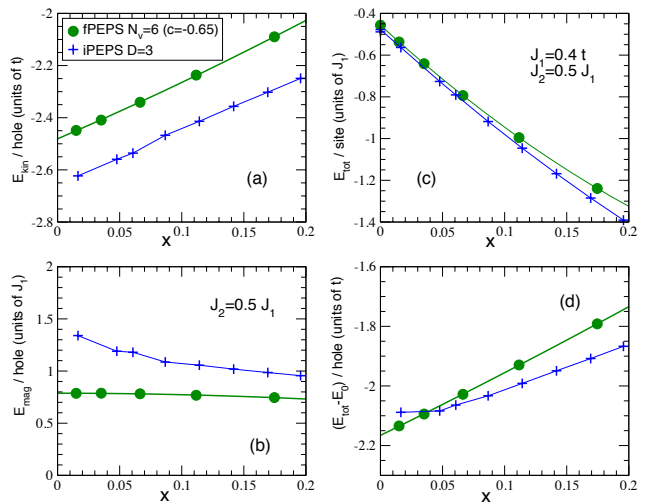 fPEPS N_v=6 (c=-0.65)
iPEPS D=3
-2
-2.2
-2.4
-2.6
-2.8
E_kin / hole (units of t)
0
0.05
0.1
0.15
0.2
x
(a)
-0.4
-0.6
-0.8
-1
-1.2
-1.4
E_tot / site (units of J_1)
J_1=0.4 t
J_2=0.5 J_1
0
0.05
0.1
0.15
0.2
x
(c)
2
1.5
1
0.5
0
E_mag / hole (units of J_1)
J_2=0.5 J_1
0
0.05
0.1
0.15
0.2
x
(b)
-1.6
-1.8
-2
-2.2
(E_tot-E_0) / hole (units of t)
0
0.05
0.1
0.15
0.2
x
(d)